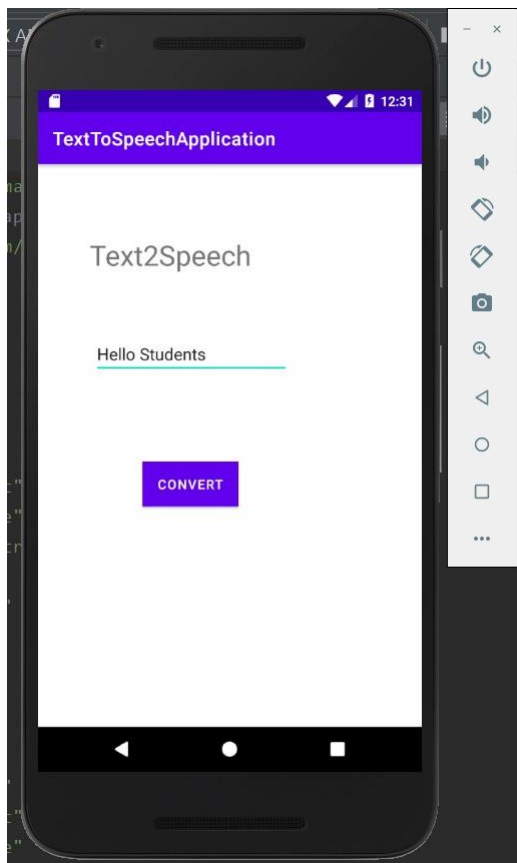 12:31
TextToSpeechApplication
Text2Speech
Hello Students
CONVERT